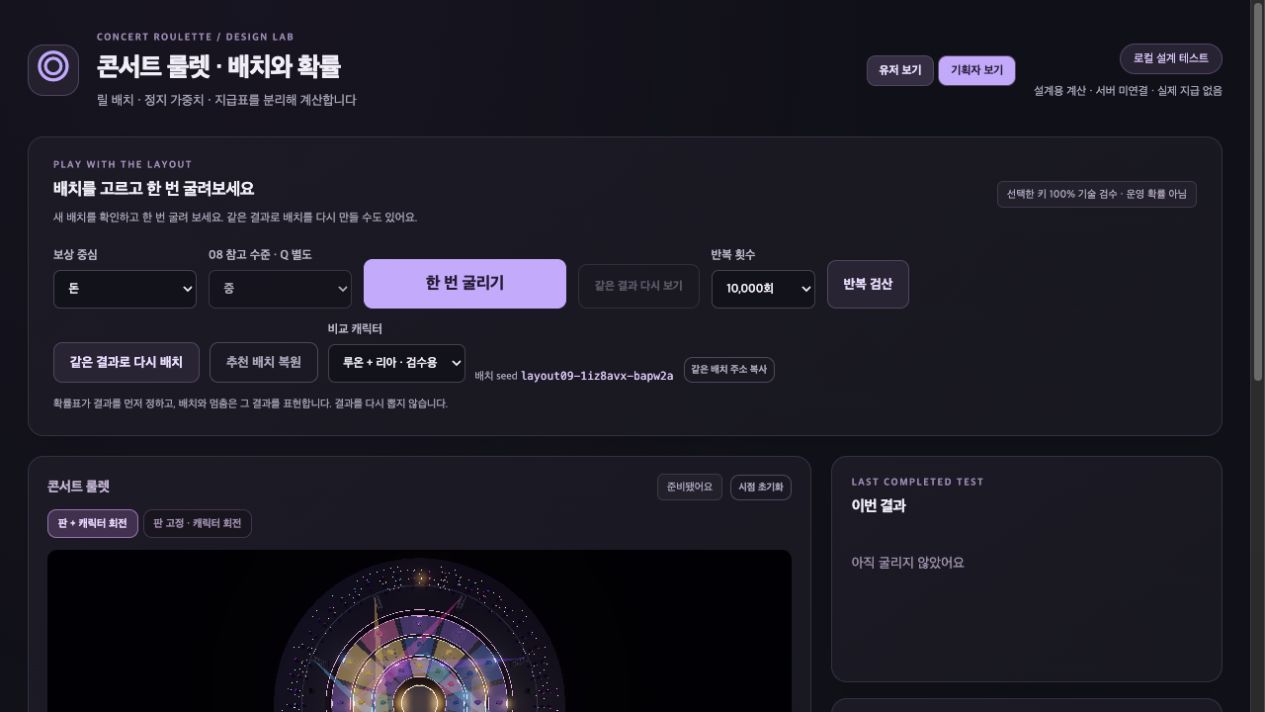 CONCERT ROULETTE / DESIGN LAB
콘서트 룰렛 · 배치와 확률
릴 배치 · 정지 가중치 · 지급표를 분리해 계산합니다
유저 보기
기획자 보기
로컬 설계 테스트
설계용 계산 · 서버 미연결 · 실제 지급 없음
PLAY WITH THE LAYOUT
배치를 고르고 한 번 굴려보세요
새 배치를 확인하고 한 번 굴려 보세요. 같은 결과로 배치를 다시 만들 수도 있어요.
선택한 키 100% 기술 검수 · 운영 확률 아님
보상 중심
08 참고 수준 · Q 별도
반복 횟수
돈
중
한 번 굴리기
같은 결과 다시 보기
10,000회
반복 검산
비교 캐릭터
같은 결과로 다시 배치
추천 배치 복원
루온 + 리아 · 검수용
배치 seed layout09-1iz8avx-bapw2a
같은 배치 주소 복사
확률표가 결과를 먼저 정하고, 배치와 멈춤은 그 결과를 표현합니다. 결과를 다시 뽑지 않습니다.
콘서트 룰렛
준비됐어요
시점 초기화
판 + 캐릭터 회전
판 고정 · 캐릭터 회전
LAST COMPLETED TEST
이번 결과
아직 굴리지 않았어요